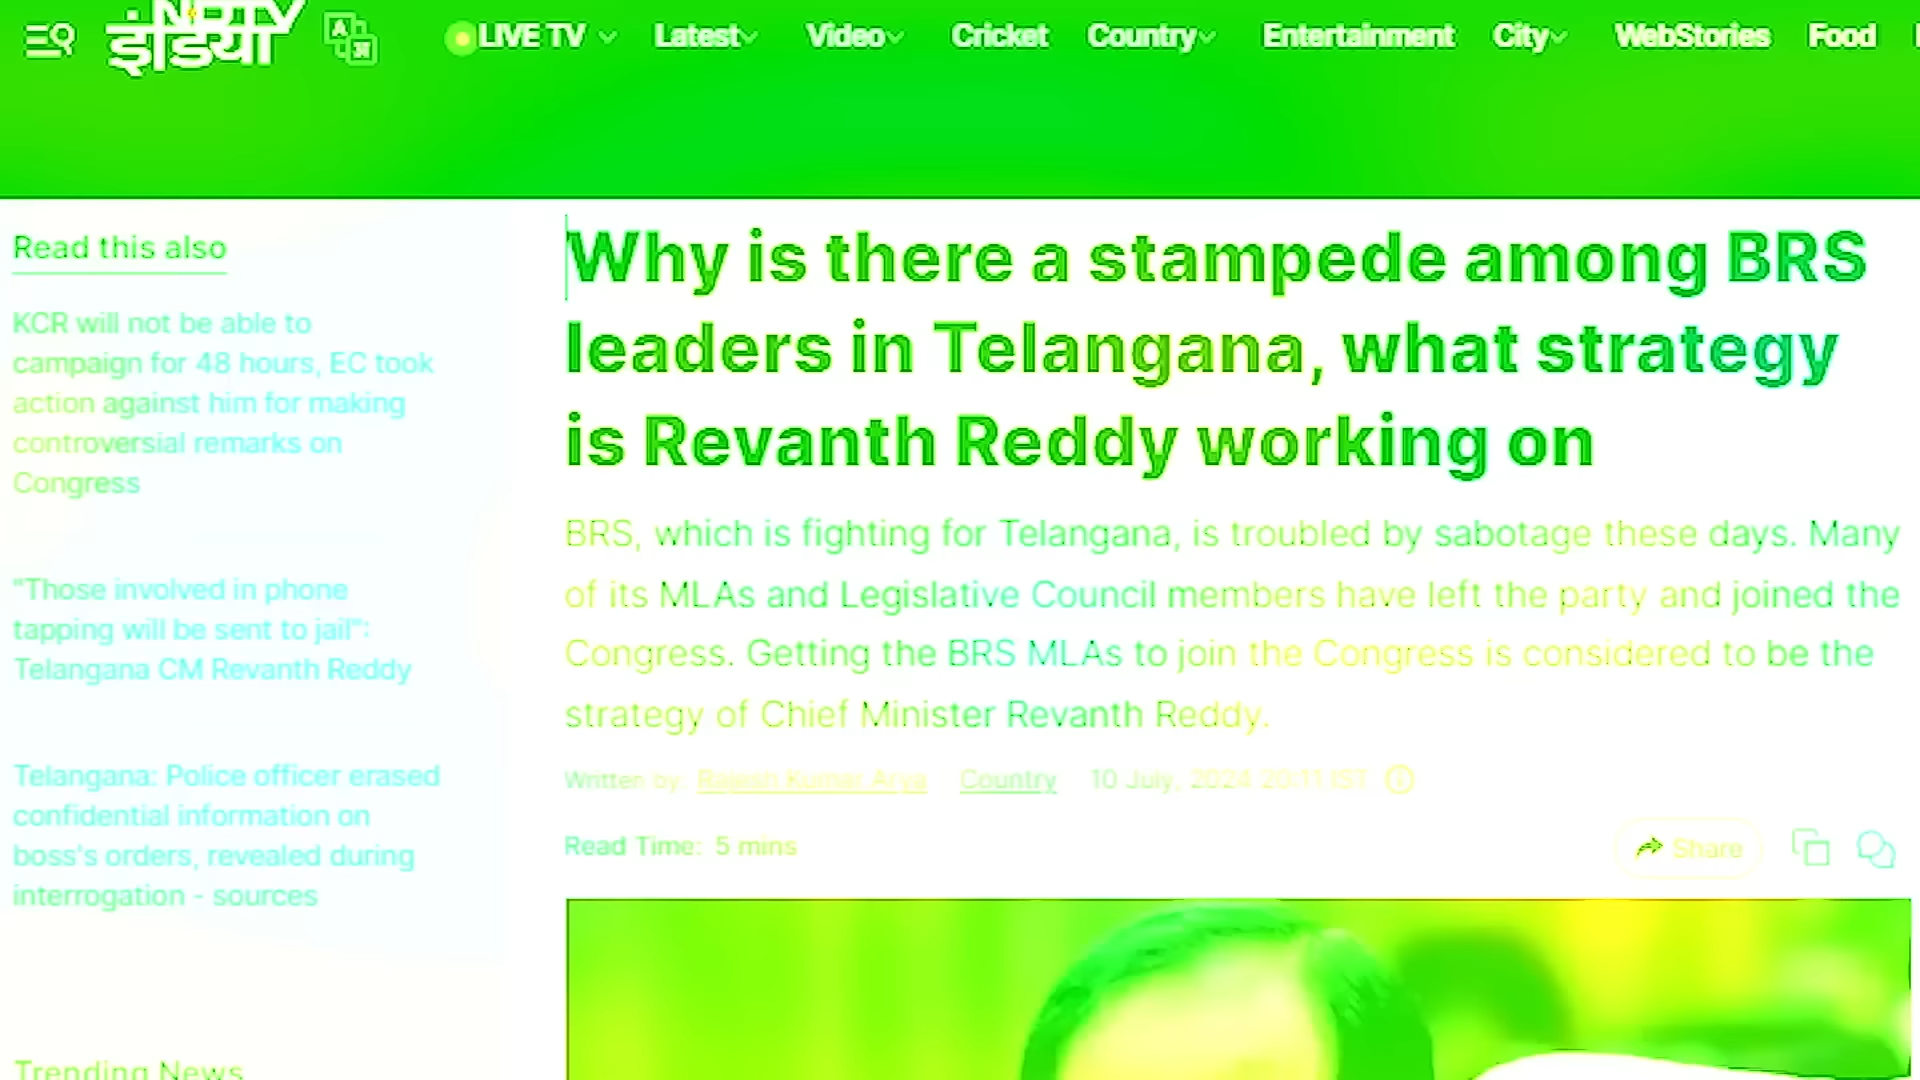 NDTV
इंडिया
LIVE TV
Latest
Video
Cricket
Country
Entertainment
City
WebStories
Food
Read this also
KCR will not be able to
campaign for 48 hours, EC took
action against him for making
controversial remarks on
Congress
"Those involved in phone
tapping will be sent to jail":
Telangana CM Revanth Reddy
Telangana: Police officer erased
confidential information on
boss's orders, revealed during
interrogation - sources
Trending News
Why is there a stampede among BRS
leaders in Telangana, what strategy
is Revanth Reddy working on
BRS, which is fighting for Telangana, is troubled by sabotage these days. Many
of its MLAs and Legislative Council members have left the party and joined the
Congress. Getting the BRS MLAs to join the Congress is considered to be the
strategy of Chief Minister Revanth Reddy.
Written by: Rajesh Kumar Arya Country 10 July, 2024 20:11 IST
Read Time: 5 mins
Share